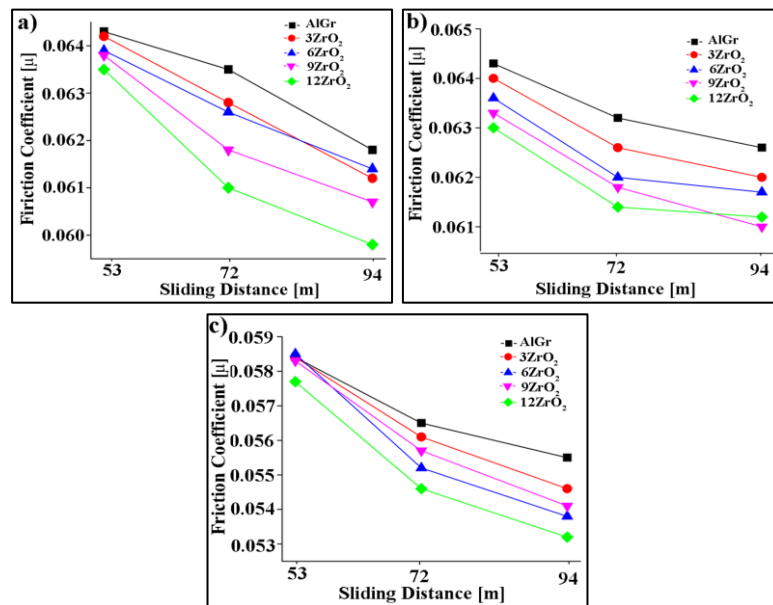 a)
Firiction Coefficient [μ]
0.064
0.063
0.062
0.061
0.060
53
72
94
Sliding Distance [m]
AlGr
3ZrO₂
6ZrO₂
9ZrO₂
12ZrO₂
b)
Firiction Coefficient [μ]
0.065
0.064
0.063
0.062
0.061
53
72
94
Sliding Distance [m]
AlGr
3ZrO₂
6ZrO₂
9ZrO₂
12ZrO₂
c)
Friction Coefficient [μ]
0.059
0.058
0.057
0.055
0.054
0.053
53
72
94
Sliding Distance [m]
AlGr
3ZrO₂
6ZrO₂
9ZrO₂
12ZrO₂